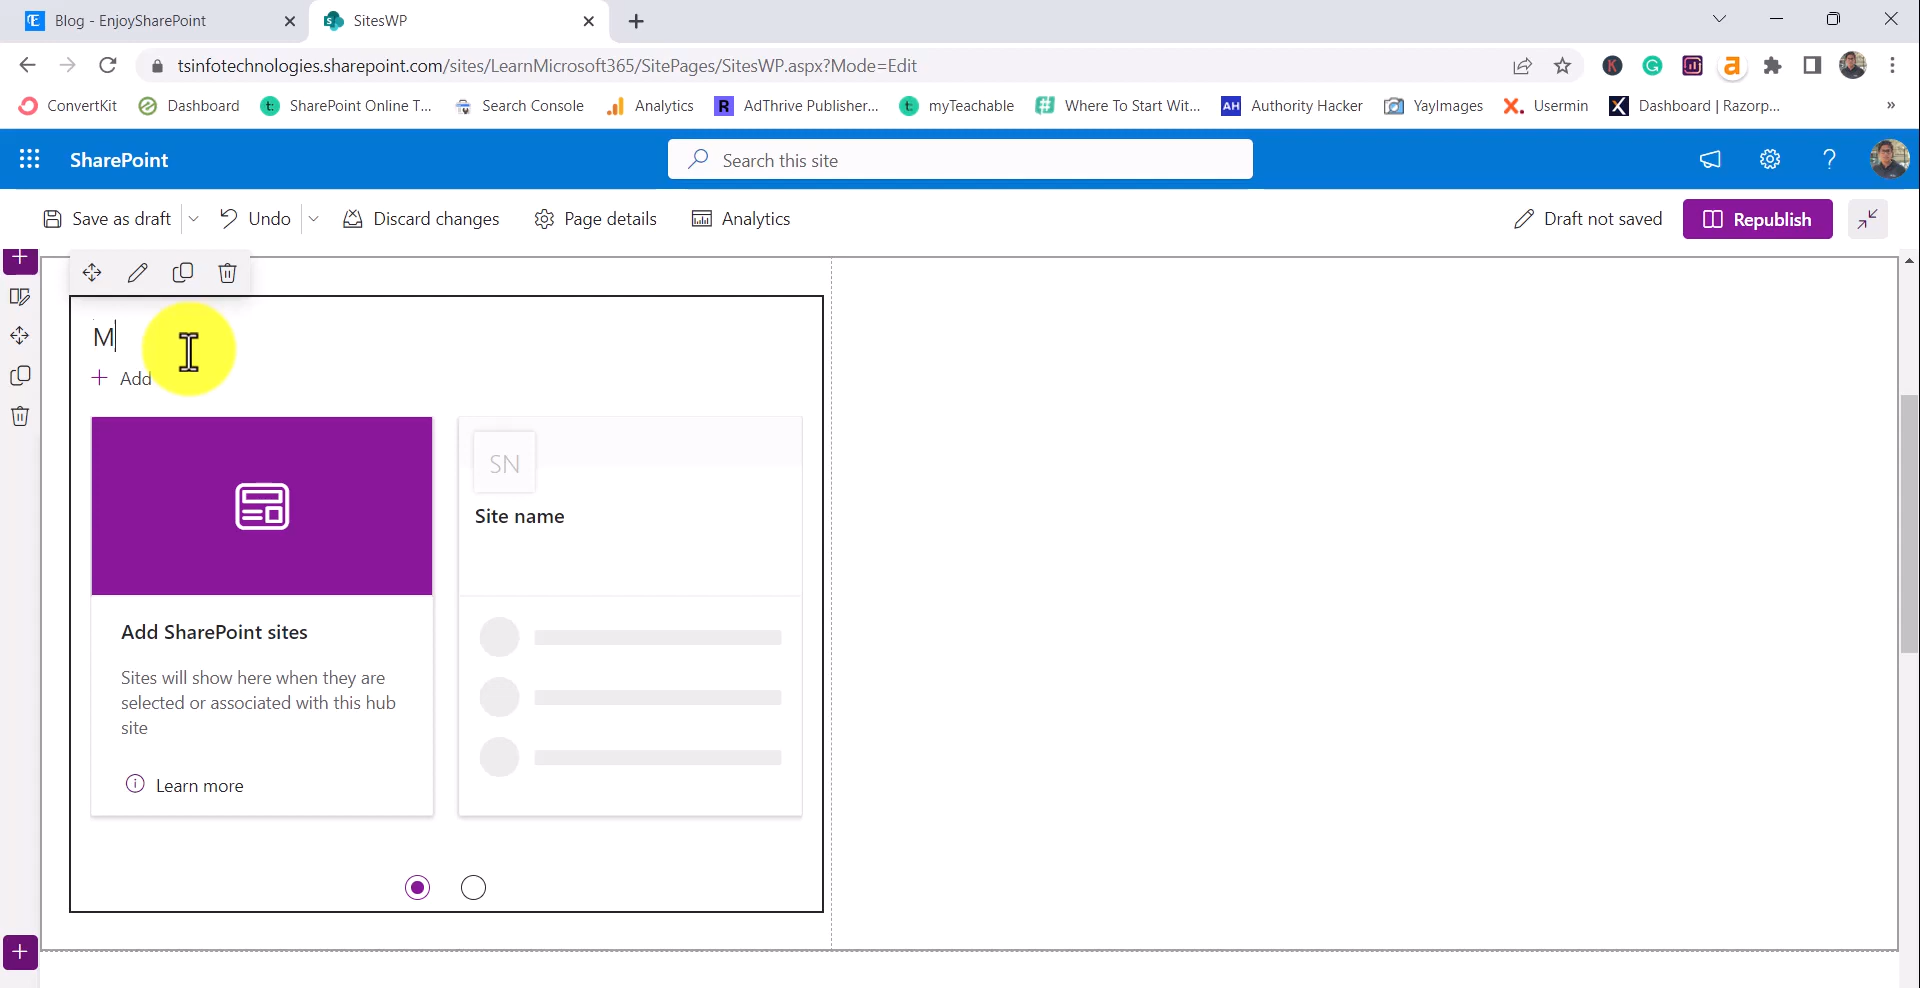 Blog - EnjoySharePoint
SitesWP
tsinfotechnologies.sharepoint.com/sites/LearnMicrosoft365/SitePages/SitesWP.aspx?Mode=Edit
ConvertKit
Dashboard
SharePoint Online T...
Search Console
Analytics
R
AdThrive Publisher...
myTeachable
Where To Start Wit...
AH
Authority Hacker
YayImages
Usermin
Dashboard | Razorp...
SharePoint
Search this site
Save as draft
Undo
Discard changes
Page details
Analytics
Draft not saved
Republish
M
Add
SN
Site name
Add SharePoint sites
Sites will show here when they are
selected or associated with this hub
site
Learn more